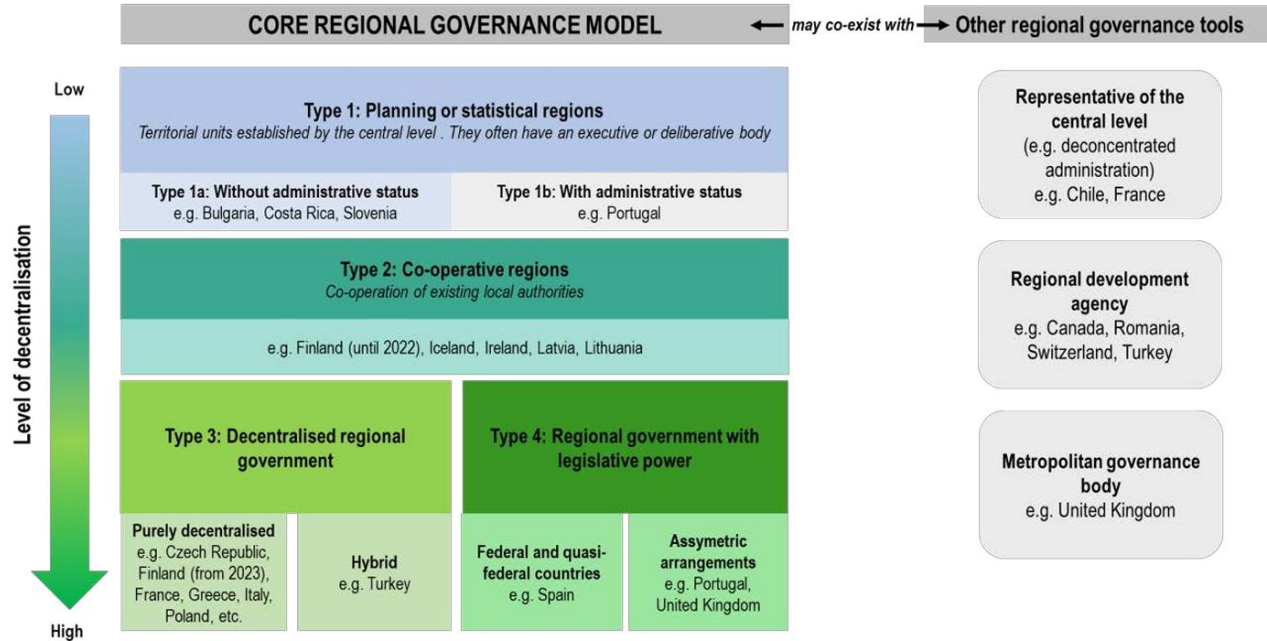 CORE REGIONAL GOVERNANCE MODEL
may co-exist with
Other regional governance tools
Low
Level of decentralisation
High
Type 1: Planning or statistical regions
Territorial units established by the central level . They often have an executive or deliberative body
Type 1a: Without administrative status
e.g. Bulgaria, Costa Rica, Slovenia
Type 1b: With administrative status
e.g. Portugal
Type 2: Co-operative regions
Co-operation of existing local authorities
e.g. Finland (until 2022), Iceland, Ireland, Latvia, Lithuania
Type 3: Decentralised regional
government
Type 4: Regional government with
legislative power
Purely decentralised
e.g. Czech Republic,
Finland (from 2023),
France, Greece, Italy,
Poland, etc.
Hybrid
e.g. Turkey
Federal and quasi-
federal countries
e.g. Spain
Assymetric
arrangements
e.g. Portugal,
United Kingdom
Representative of the
central level
(e.g. deconcentrated
administration)
e.g. Chile, France
Regional development
agency
e.g. Canada, Romania,
Switzerland, Turkey
Metropolitan governance
body
e.g. United Kingdom